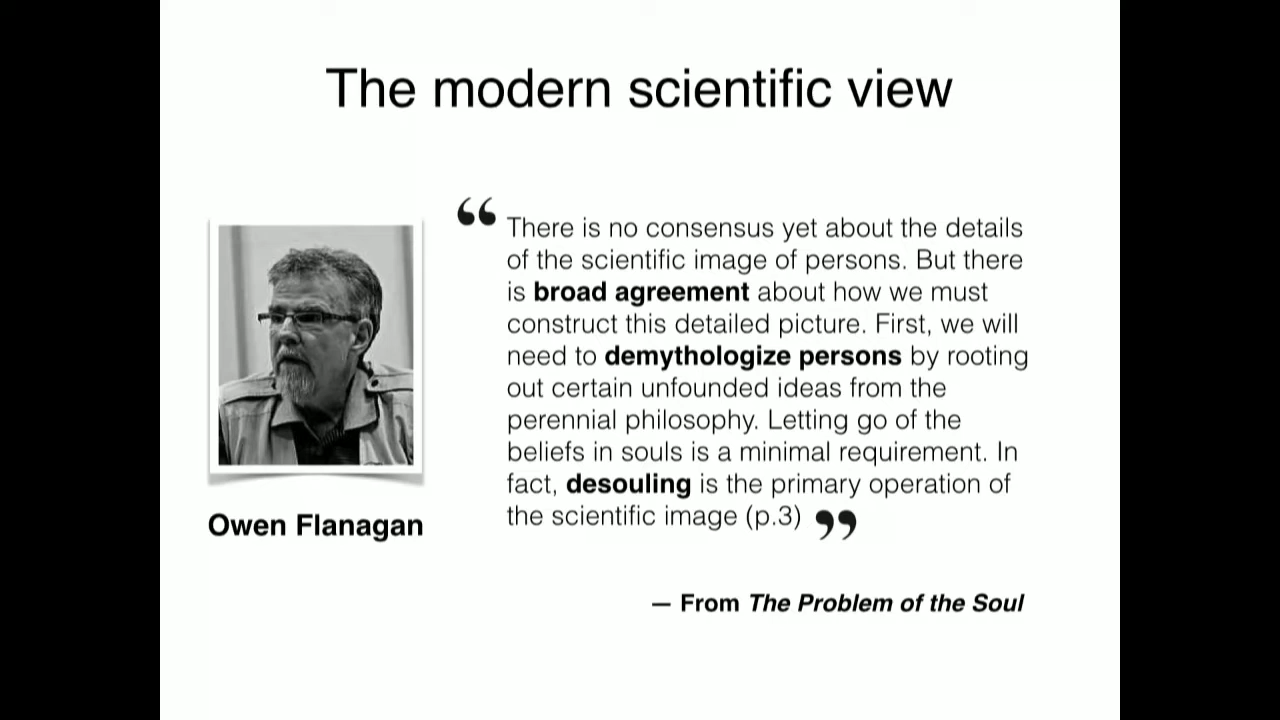 The modern scientific view
“ There is no consensus yet about the details
of the scientific image of persons. But there
is broad agreement about how we must
construct this detailed picture. First, we will
need to demythologize persons by rooting
out certain unfounded ideas from the
perennial philosophy. Letting go of the
beliefs in souls is a minimal requirement. In
fact, desouling is the primary operation of
the scientific image (p.3) ”
Owen Flanagan
— From The Problem of the Soul